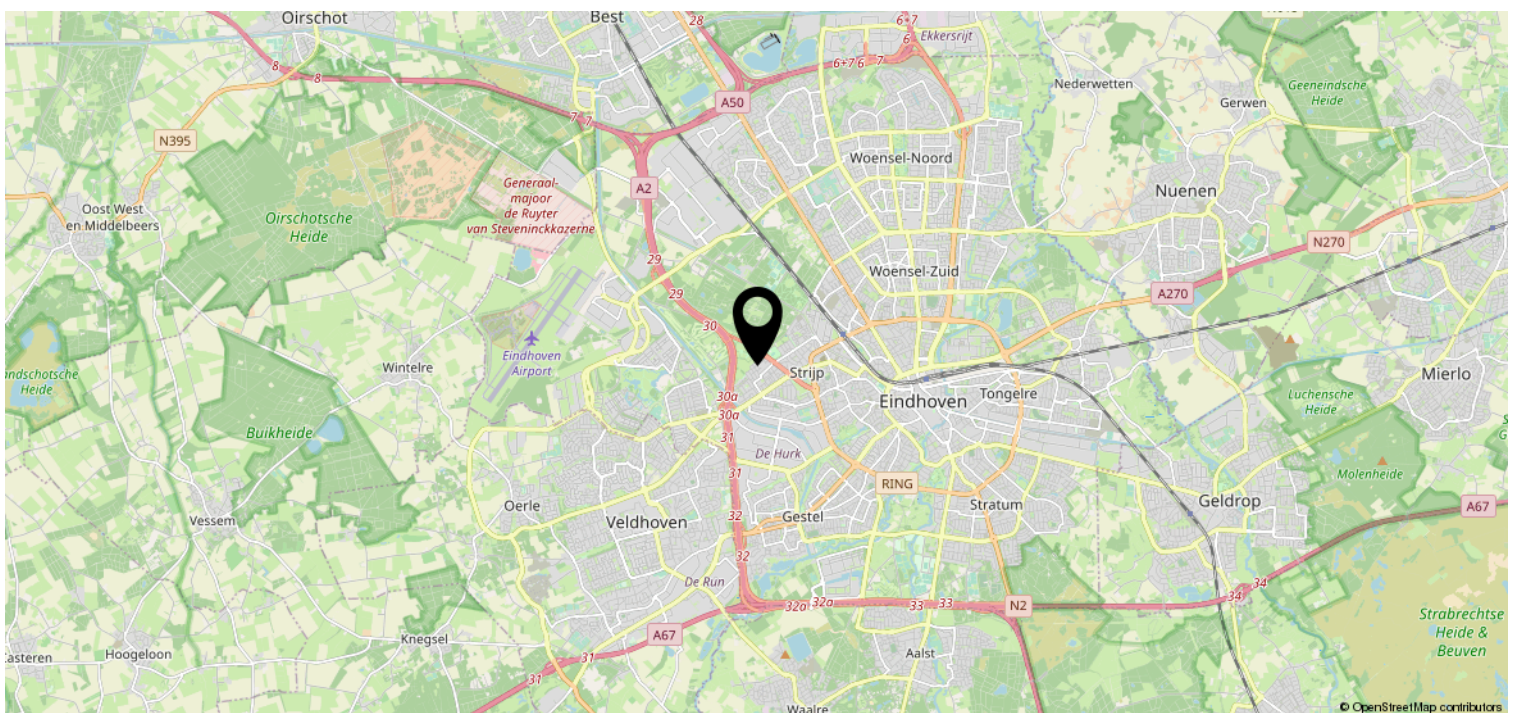 Oirschot
Best
28
6+7
6
Ekkersrijt
6+7 6
7
8
8
A50
7
7
Nederwetten
Gerwen
Geeneindsche
Heide
N395
Woensel-Noord
A2
Generaal-
majoor
de Ruyter
van Steveninckkazerne
Nuenen
Oost West
en Middelbeers
Oirschotsche
Heide
N270
29
Woensel-Zuid
29
A270
30
Eindhoven
Airport
Wintelre
Strijp
andschotsche
Heide
Mierlo
30a
Eindhoven
Tongelre
Luchensche
Heide
30a
31
Buikheide
De Hurk
31
RING
Molenheide
Oerle
Stratum
Geldrop
A67
Vessem
Veldhoven
32
Gestel
32
De Run
34
34
32a
32a
33
33
N2
Strabrechtse
Heide &
Beuven
Knegsel
A67
Casteren
Hoogeloon
31
Aalst
31
Waalre
© OpenStreetMap contributors